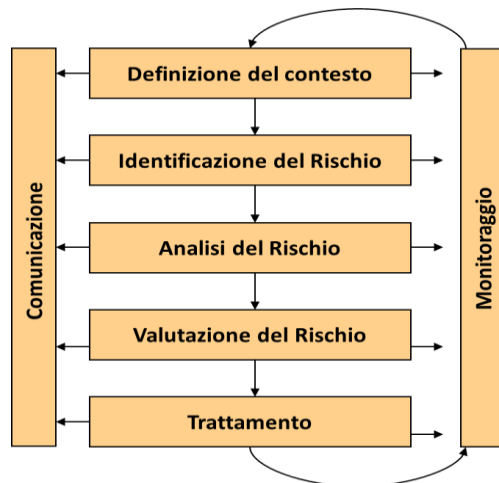 Definizione del contesto
Identificazione del Rischio
Analisi del Rischio
Valutazione del Rischio
Trattamento
Comunicazione
Monitoraggio